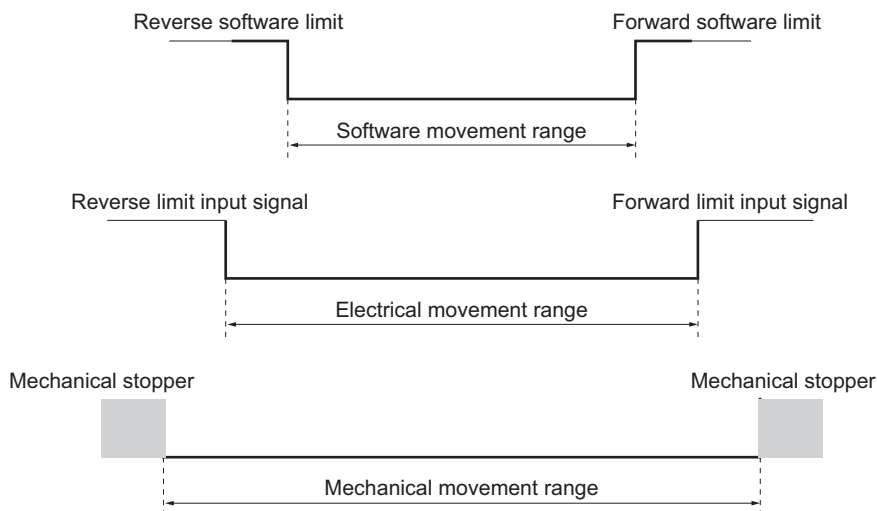 Reverse software limit
Forward software limit
Software movement range
Reverse limit input signal
Forward limit input signal
Electrical movement range
Mechanical stopper
Mechanical stopper
Mechanical movement range